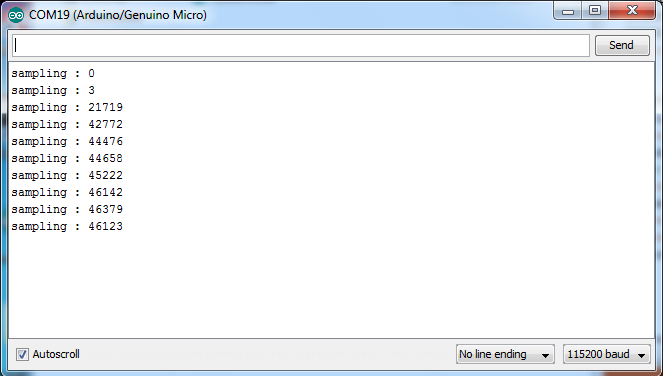 COM19 (Arduino/Genuino Micro)
Send
sampling : 0
sampling : 3
sampling : 21719
sampling : 42772
sampling : 44476
sampling : 44658
sampling : 45222
sampling : 46142
sampling : 46379
sampling : 46123
Autoscroll
No line ending
115200 baud